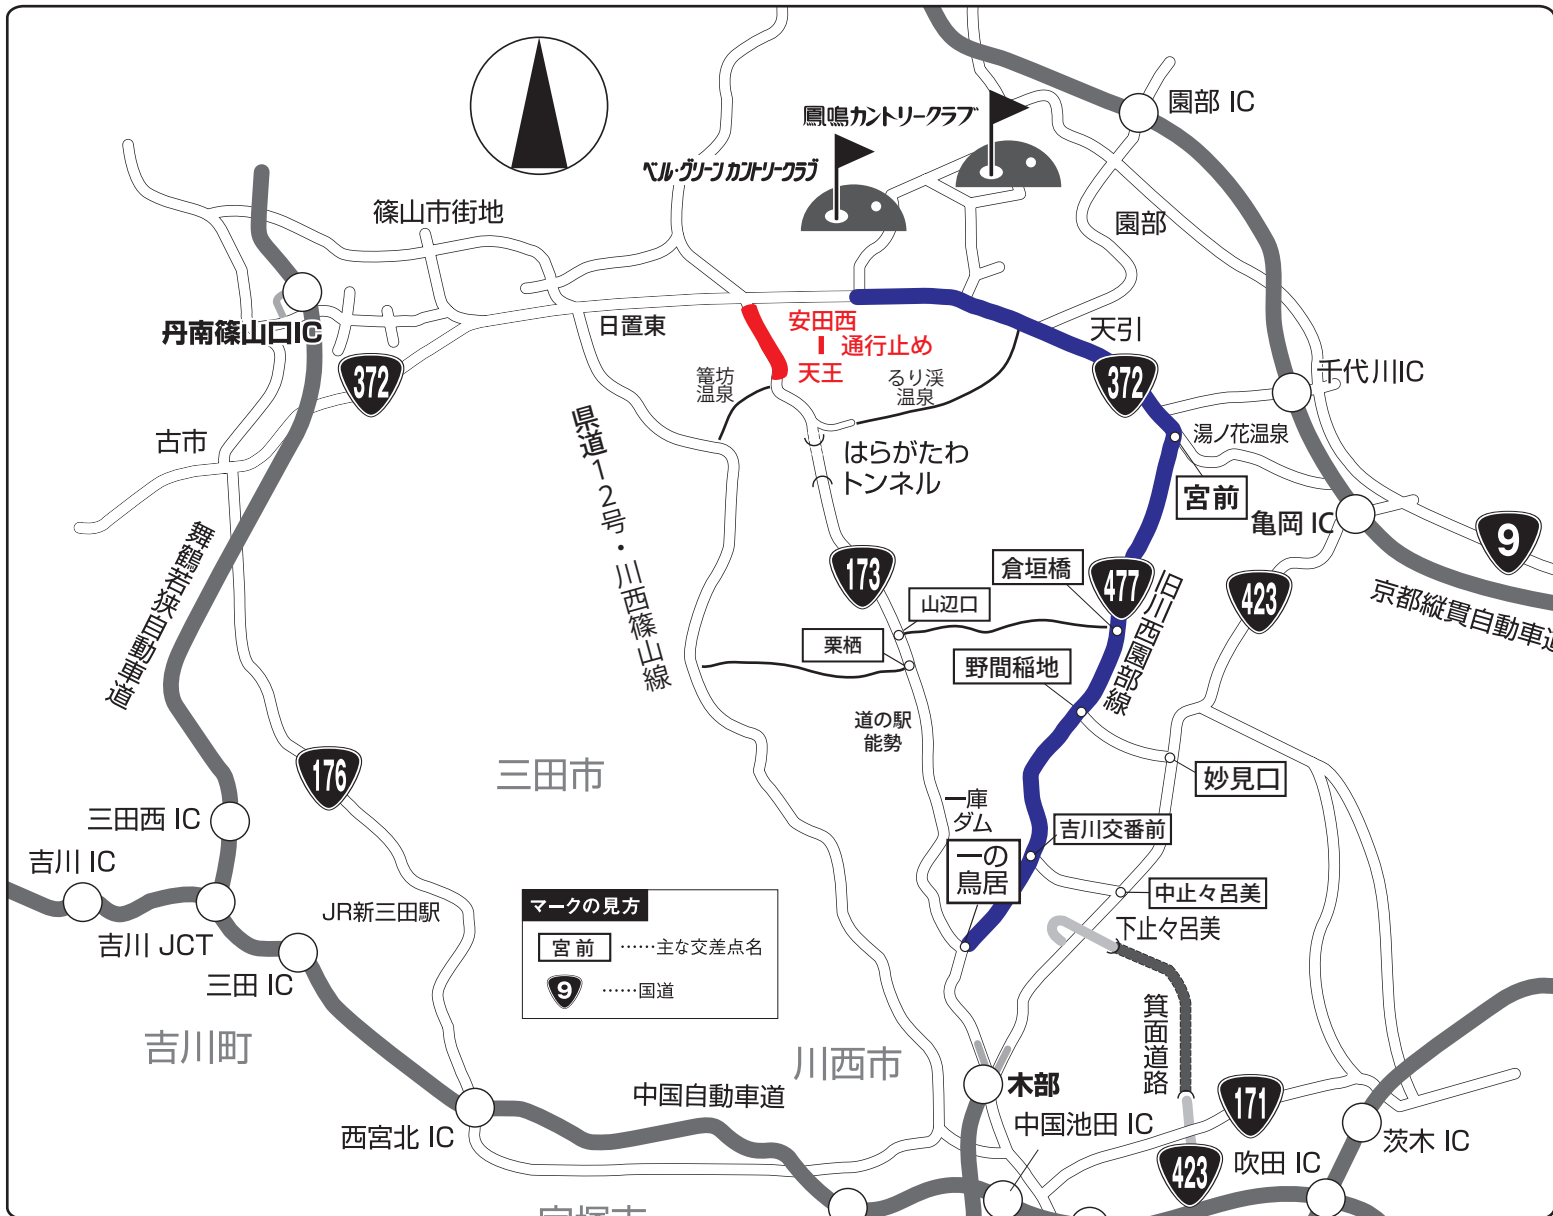 園部 IC
鳳鳴カントリークラブ
ベル・グリーンカントリークラブ
篠山市街地
園部
丹南篠山口IC
日置東
安田西
通行止め
天王
天引
372
372
籠坊
温泉
るり渓
温泉
千代川IC
古市
県道12号・川西篠山線
はらがたわ
トンネル
湯ノ花温泉
宮前
亀岡 IC
9
舞鶴若狭自動車道
173
倉垣橋
477
旧川西園部線
423
京都縦貫自動車道
山辺口
栗栖
野間稲地
道の駅
能勢
176
三田市
妙見口
三田西 IC
一庫
ダム
吉川交番前
吉川 IC
一の
鳥居
中止々呂美
JR新三田駅
マークの見方
宮前 ……主な交差点名
9 ……国道
下止々呂美
吉川 JCT
三田 IC
箕面道路
吉川町
川西市
木部
中国自動車道
171
中国池田 IC
西宮北 IC
茨木 IC
吹田 IC
423